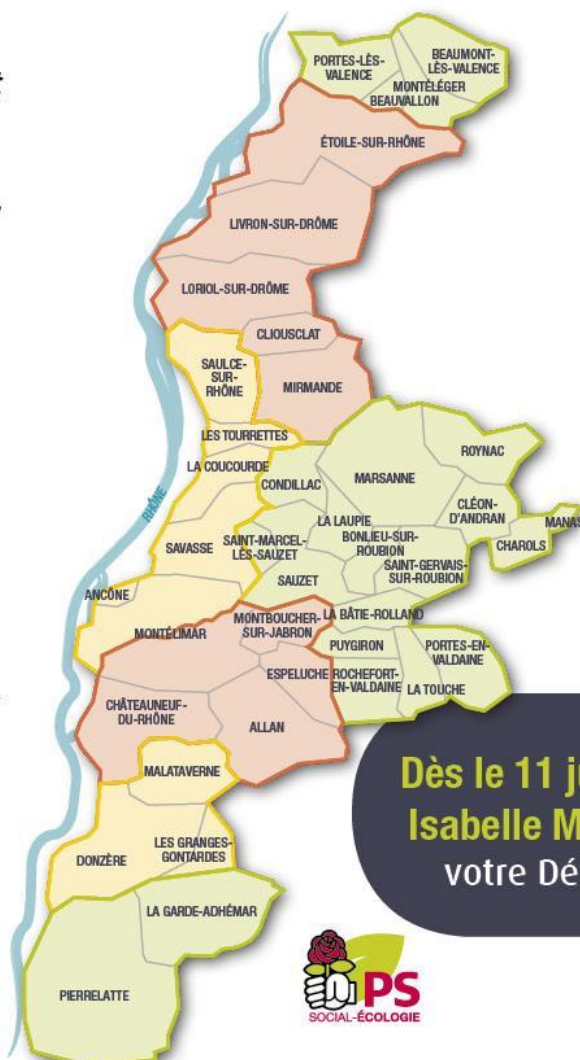 PORTES-LÈS-
VALENCE
BEAUMONT-
LÈS-VALENCE
MONTÉLÉGER
BEAUVALLON
ÉTOILE-SUR-RHÔNE
LIVRON-SUR-DRÔME
LORIOL-SUR-DRÔME
CLIOUSCLAT
SAULCE-
SUR-
RHÔNE
MIRMANDE
LES TOURRETTES
LA COUCOURDE
ROYNAC
MARSANNE
CONDILLAC
RHÔNE
CLÉON-
D'ANDRAN
MANAS
LA LAUPIE
BONLIEU-SUR-
ROUBION
CHAROLS
SAVASSE
SAINT-MARCEL-
LÈS-SAUZET
SAINT-GERVAIS-
SUR-ROUBION
SAUZET
ANCÔNE
MONTÉLIMAR
MONTBOUCHER-
SUR-JABRON
LA BÂTIE-ROLLAND
PUYGIRON
PORTES-EN-
VALDAINE
ESPELUCHE
ROCHEFORT-
EN-VALDAINE
LA TOUCHE
CHÂTEAUNEUF-
DU-RHÔNE
ALLAN
MALATAVERNE
Dès le 11 ju
Isabelle M
votre Dé
DONZÈRE
LES GRANGES-
GONTARDES
LA GARDE-ADHÉMAR
PIERRELATTE
PS
SOCIAL-ÉCOLOGIE